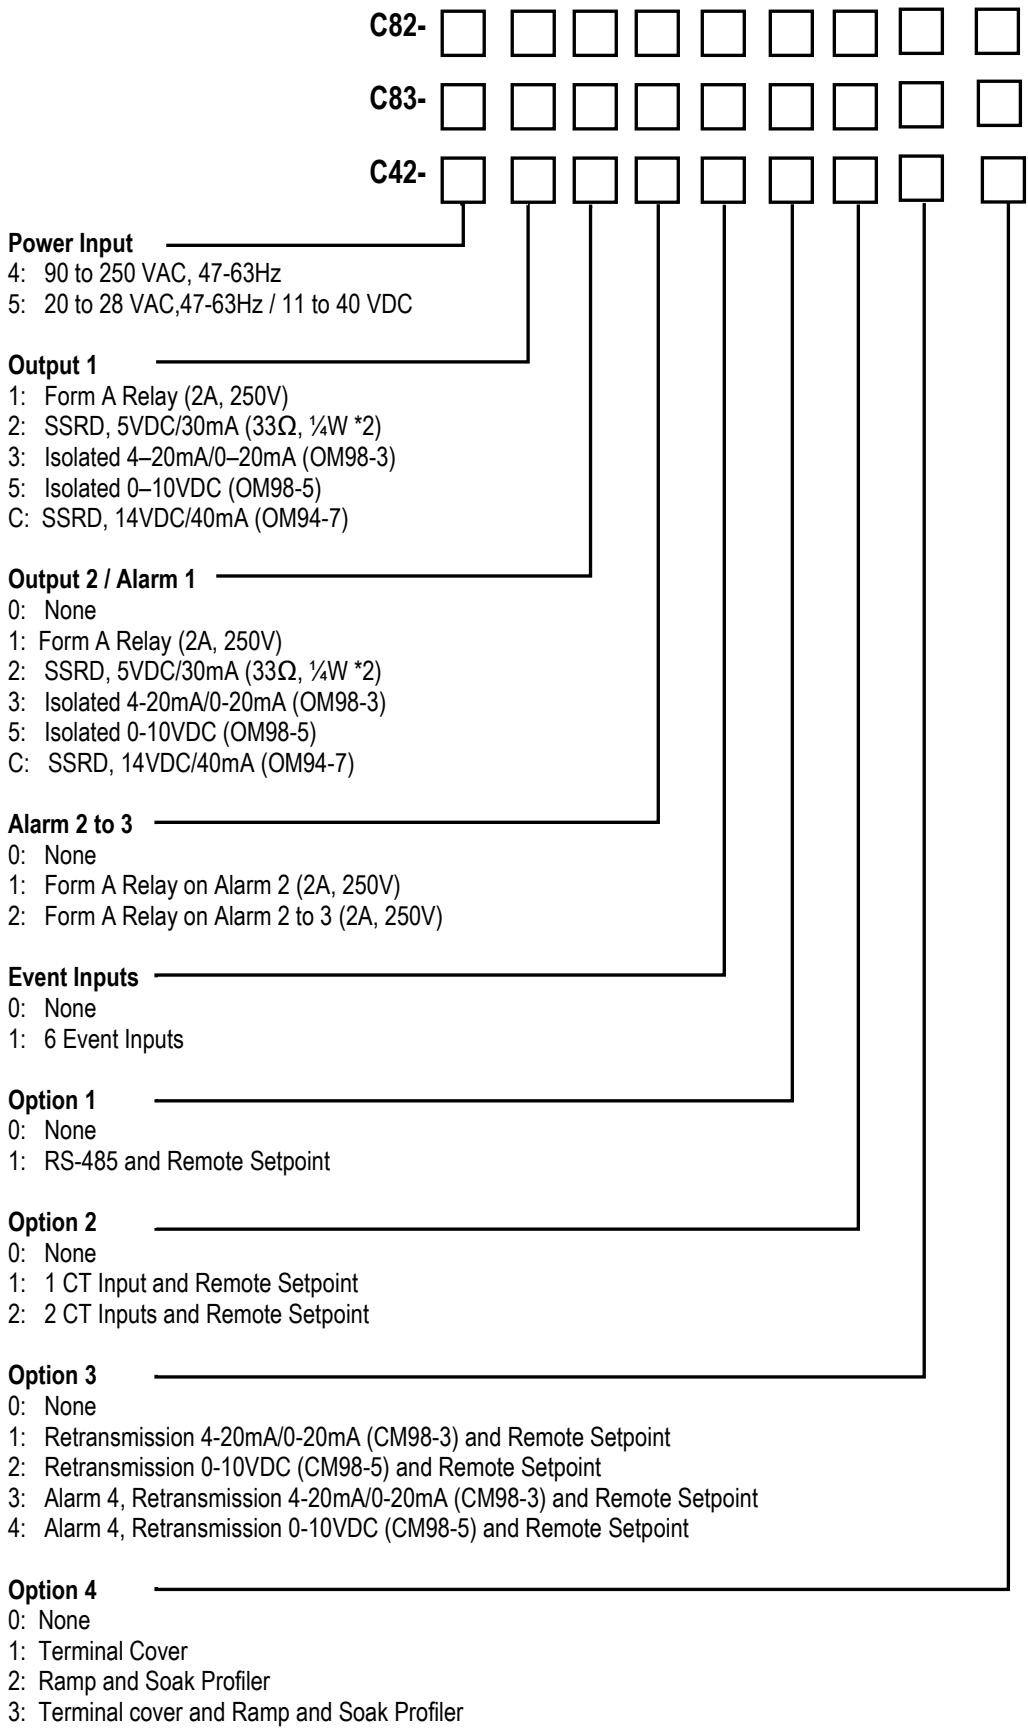 C82-
C83-
C42-
Power Input
4: 90 to 250 VAC, 47-63Hz
5: 20 to 28 VAC,47-63Hz / 11 to 40 VDC
Output 1
1: Form A Relay (2A, 250V)
2: SSRD, 5VDC/30mA (33Ω, ¼W *2)
3: Isolated 4–20mA/0–20mA (OM98-3)
5: Isolated 0–10VDC (OM98-5)
C: SSRD, 14VDC/40mA (OM94-7)
Output 2 / Alarm 1
0: None
1: Form A Relay (2A, 250V)
2: SSRD, 5VDC/30mA (33Ω, ¼W *2)
3: Isolated 4-20mA/0-20mA (OM98-3)
5: Isolated 0-10VDC (OM98-5)
C: SSRD, 14VDC/40mA (OM94-7)
Alarm 2 to 3
0: None
1: Form A Relay on Alarm 2 (2A, 250V)
2: Form A Relay on Alarm 2 to 3 (2A, 250V)
Event Inputs
0: None
1: 6 Event Inputs
Option 1
0: None
1: RS-485 and Remote Setpoint
Option 2
0: None
1: 1 CT Input and Remote Setpoint
2: 2 CT Inputs and Remote Setpoint
Option 3
0: None
1: Retransmission 4-20mA/0-20mA (CM98-3) and Remote Setpoint
2: Retransmission 0-10VDC (CM98-5) and Remote Setpoint
3: Alarm 4, Retransmission 4-20mA/0-20mA (CM98-3) and Remote Setpoint
4: Alarm 4, Retransmission 0-10VDC (CM98-5) and Remote Setpoint
Option 4
0: None
1: Terminal Cover
2: Ramp and Soak Profiler
3: Terminal cover and Ramp and Soak Profiler